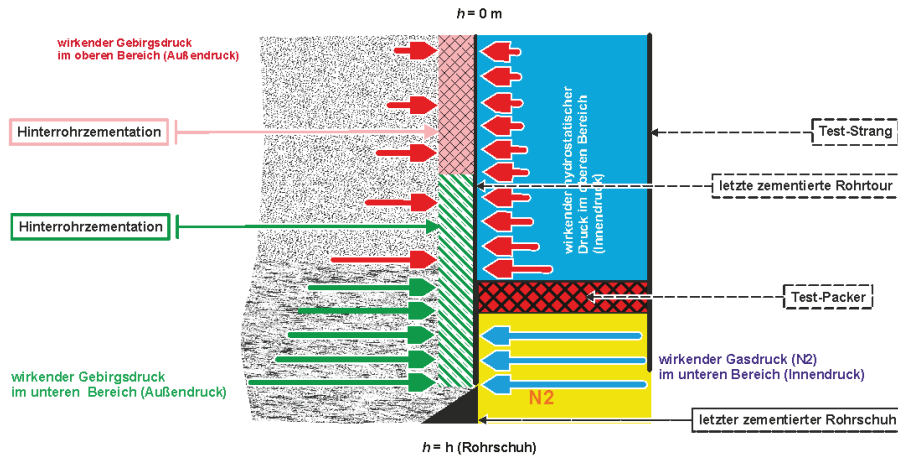 h = 0 m
wirkender Gebirgsdruck
im oberen Bereich (Außendruck)
Hinterrohrzementation
Test-Strang
wirkender hydrostatischer
Druck im oberen Bereich
(Innendruck)
letzte zementierte Rohrtour
Hinterrohrzementation
Test-Packer
wirkender Gasdruck (N2)
im unteren Bereich (Innendruck)
wirkender Gebirgsdruck
im unteren Bereich (Außendruck)
N2
letzter zementierter Rohrschuh
h = h (Rohrschuh)